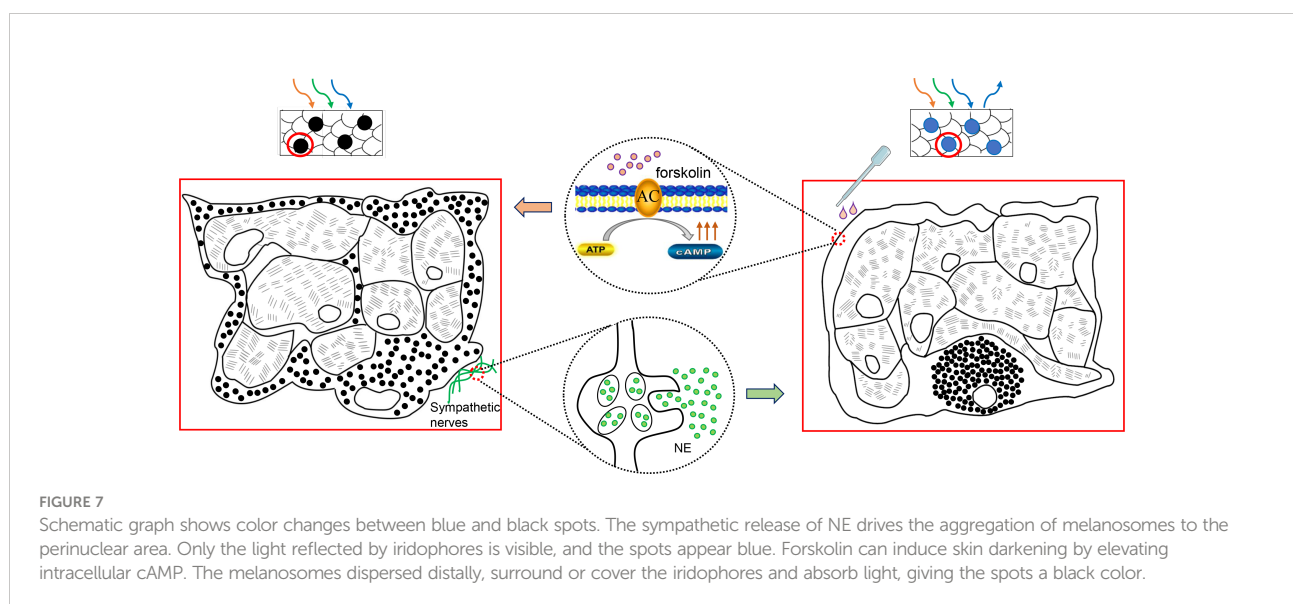 forskolin
AC
ATP
cAMP
Sympathetic
nerves
NE
FIGURE 7
Schematic graph shows color changes between blue and black spots. The sympathetic release of NE drives the aggregation of melanosomes to the
perinuclear area. Only the light reflected by iridophores is visible, and the spots appear blue. Forskolin can induce skin darkening by elevating
intracellular cAMP. The melanosomes dispersed distally, surround or cover the iridophores and absorb light, giving the spots a black color.